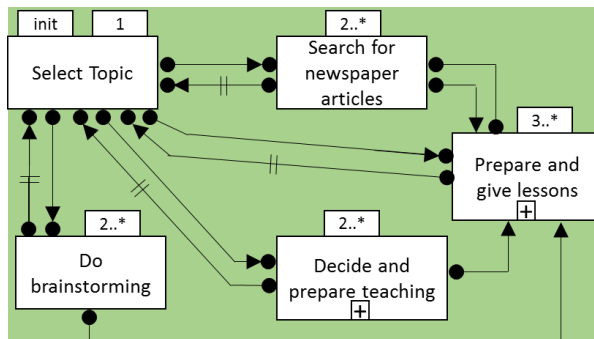 init
1
Select Topic
2..*
Search for
newspaper
articles
3..*
Prepare and
give lessons
+
2..*
Do
brainstorming
2..*
Decide and
prepare teaching
+